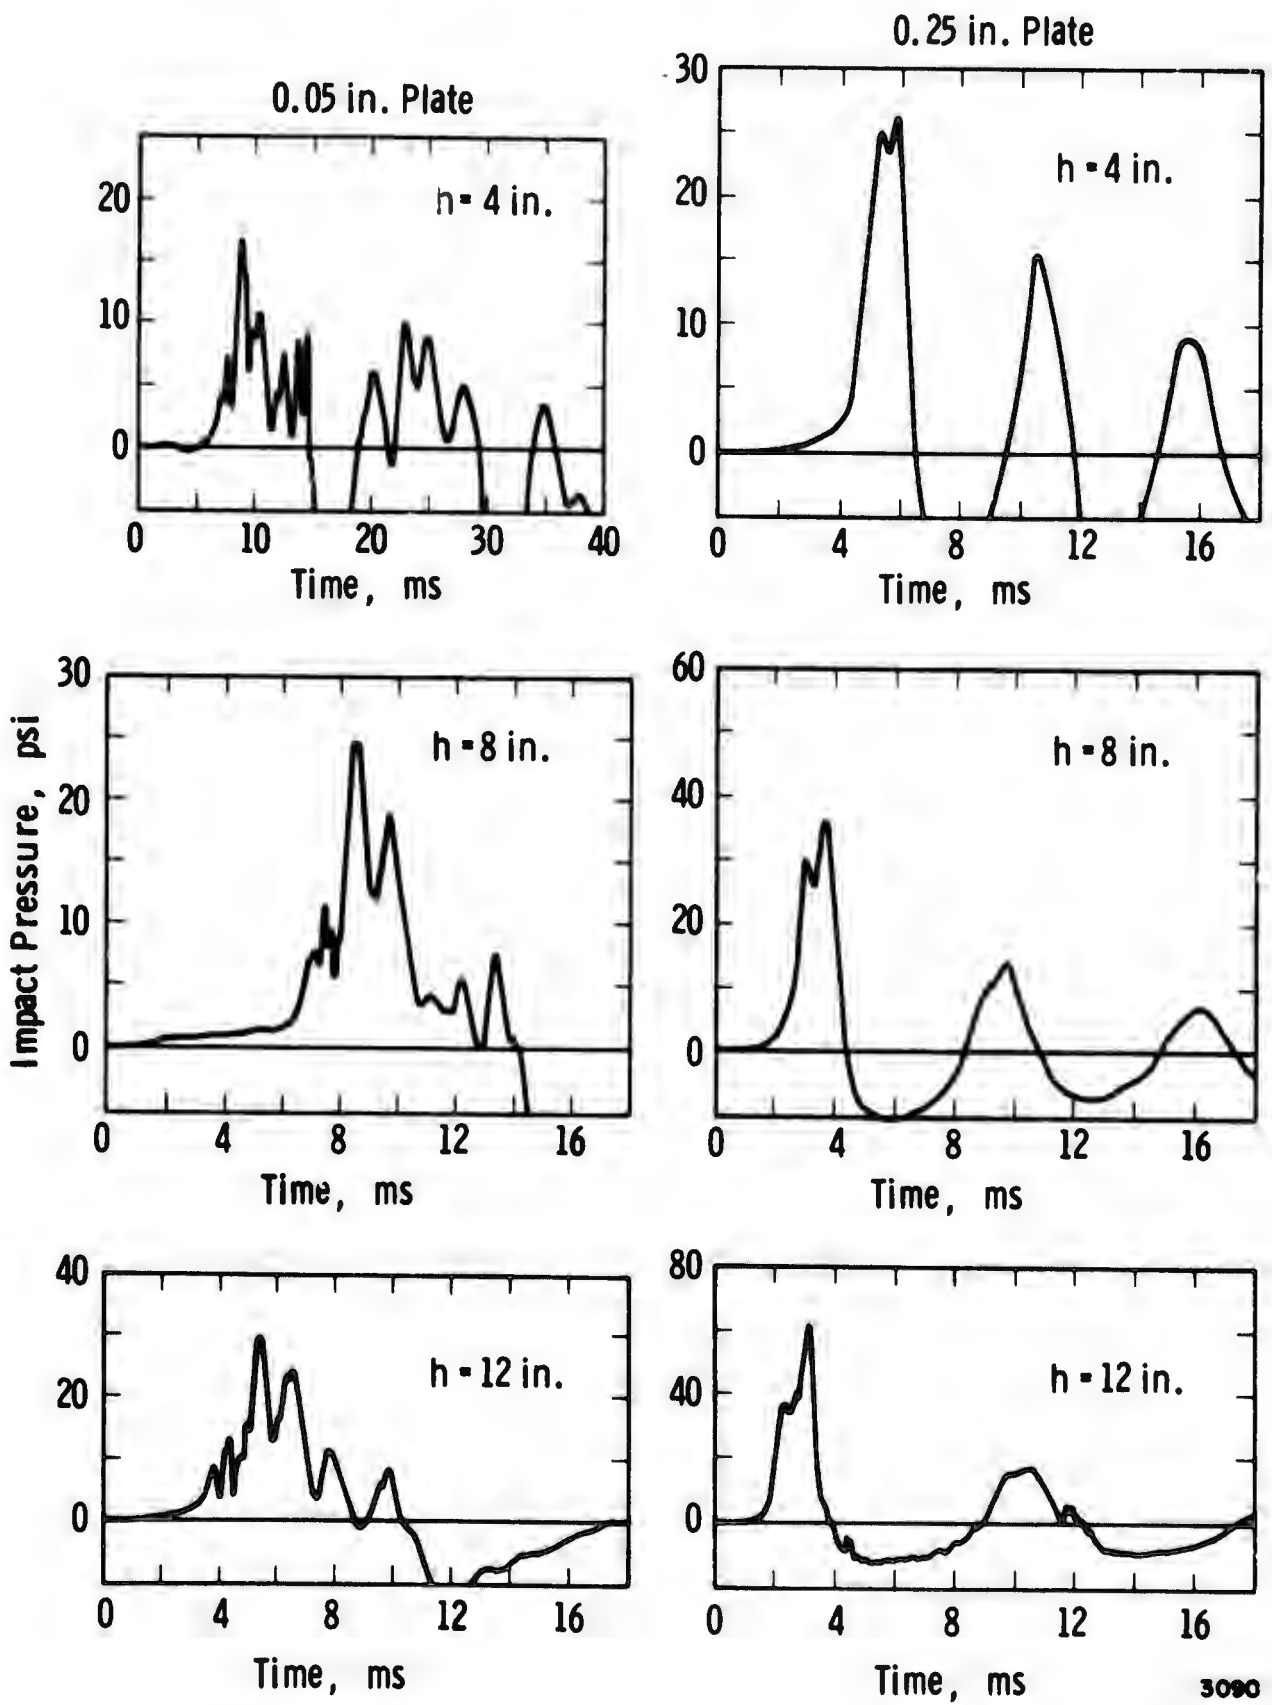 0.05 in. Plate
20
10
0
h = 4 in.
0 10 20 30 40
Time, ms
0.25 in. Plate
30
20
10
0
h = 4 in.
0 4 8 12 16
Time, ms
Impact Pressure, psi
30
20
10
0
h = 8 in.
0 4 8 12 16
Time, ms
60
40
20
0
h = 8 in.
0 4 8 12 16
Time, ms
40
20
0
h = 12 in.
0 4 8 12 16
Time, ms
80
40
0
h = 12 in.
0 4 8 12 16
Time, ms
3090